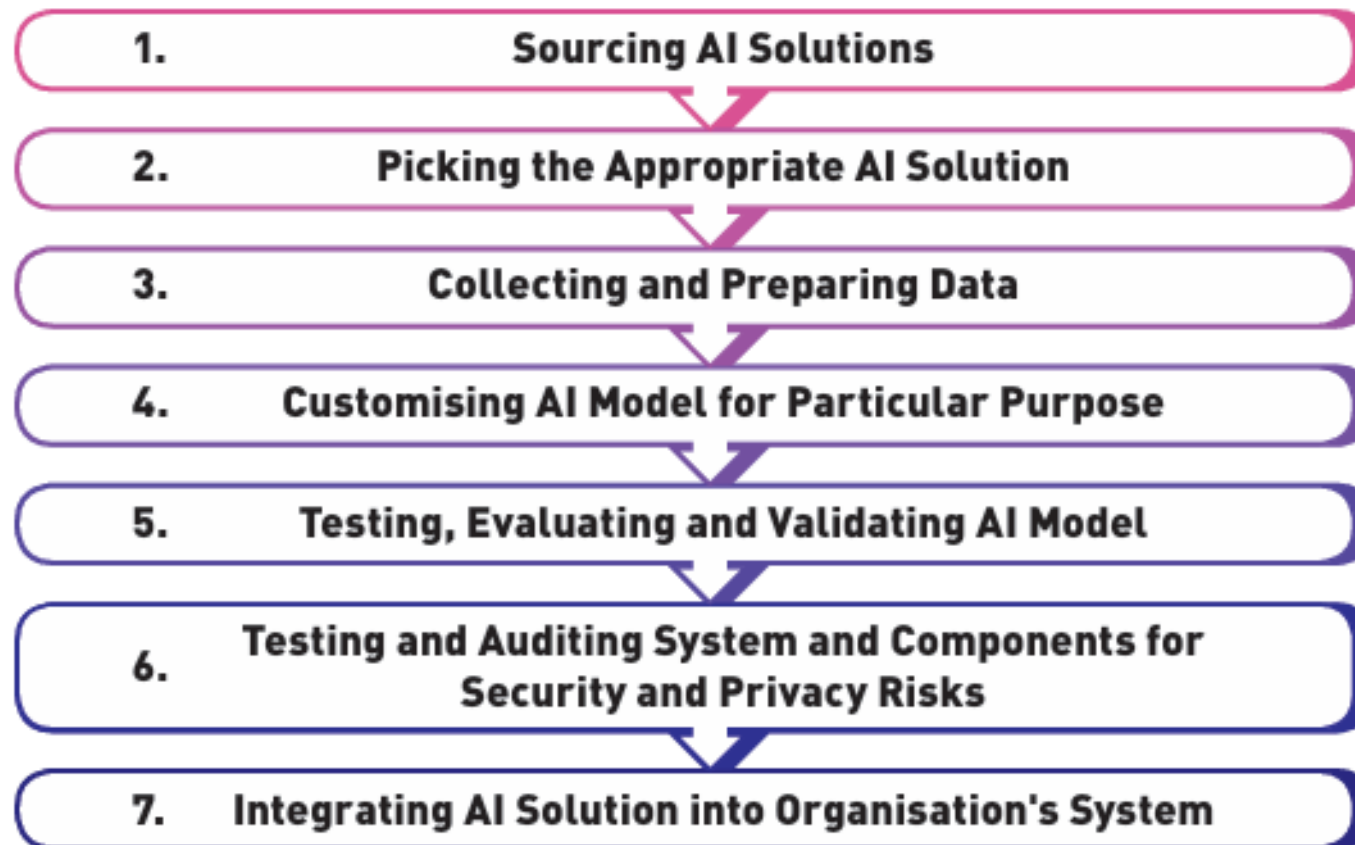 1. Sourcing AI Solutions
2. Picking the Appropriate AI Solution
3. Collecting and Preparing Data
4. Customising AI Model for Particular Purpose
5. Testing, Evaluating and Validating AI Model
6. Testing and Auditing System and Components for
Security and Privacy Risks
7. Integrating AI Solution into Organisation's System